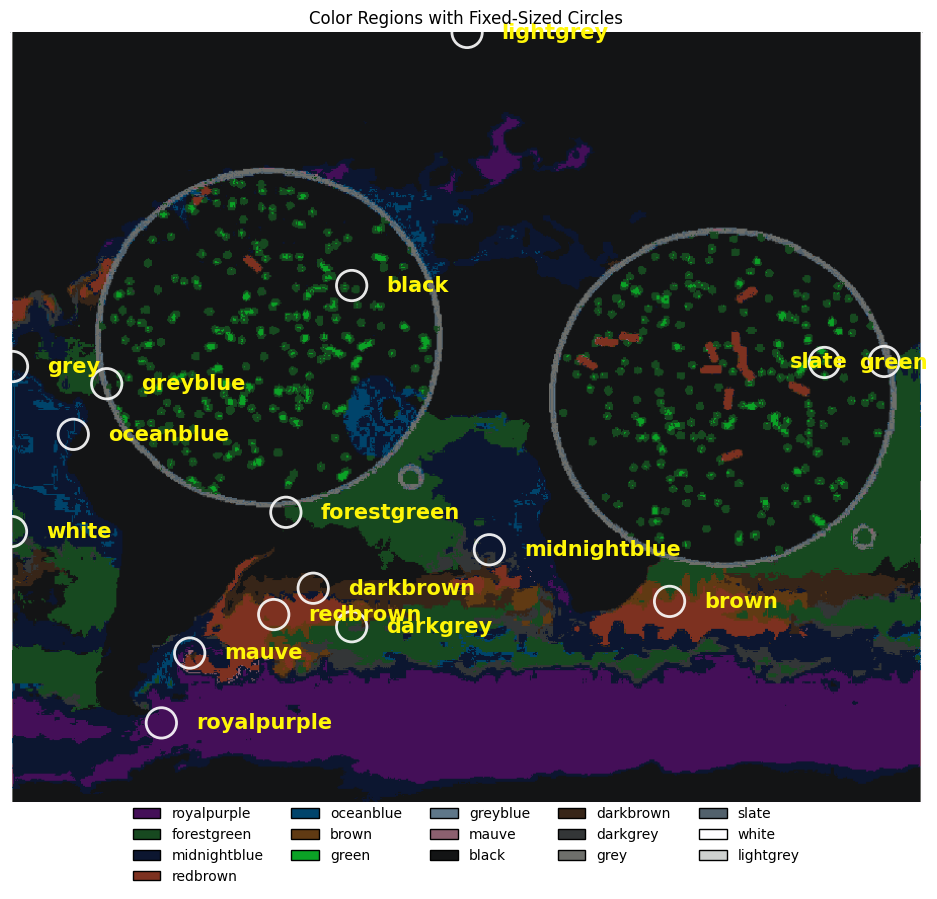 Color Regions with Fixed-Sized Circles
lightgrey
black
slate
green
grey
greyblue
oceanblue
forestgreen
white
midnightblue
darkbrown
brown
redbrown
darkgrey
mauve
royalpurple
royalpurple oceanblue greyblue darkbrown slate
forestgreen brown mauve darkgrey white
midnightblue green black grey lightgrey
redbrown